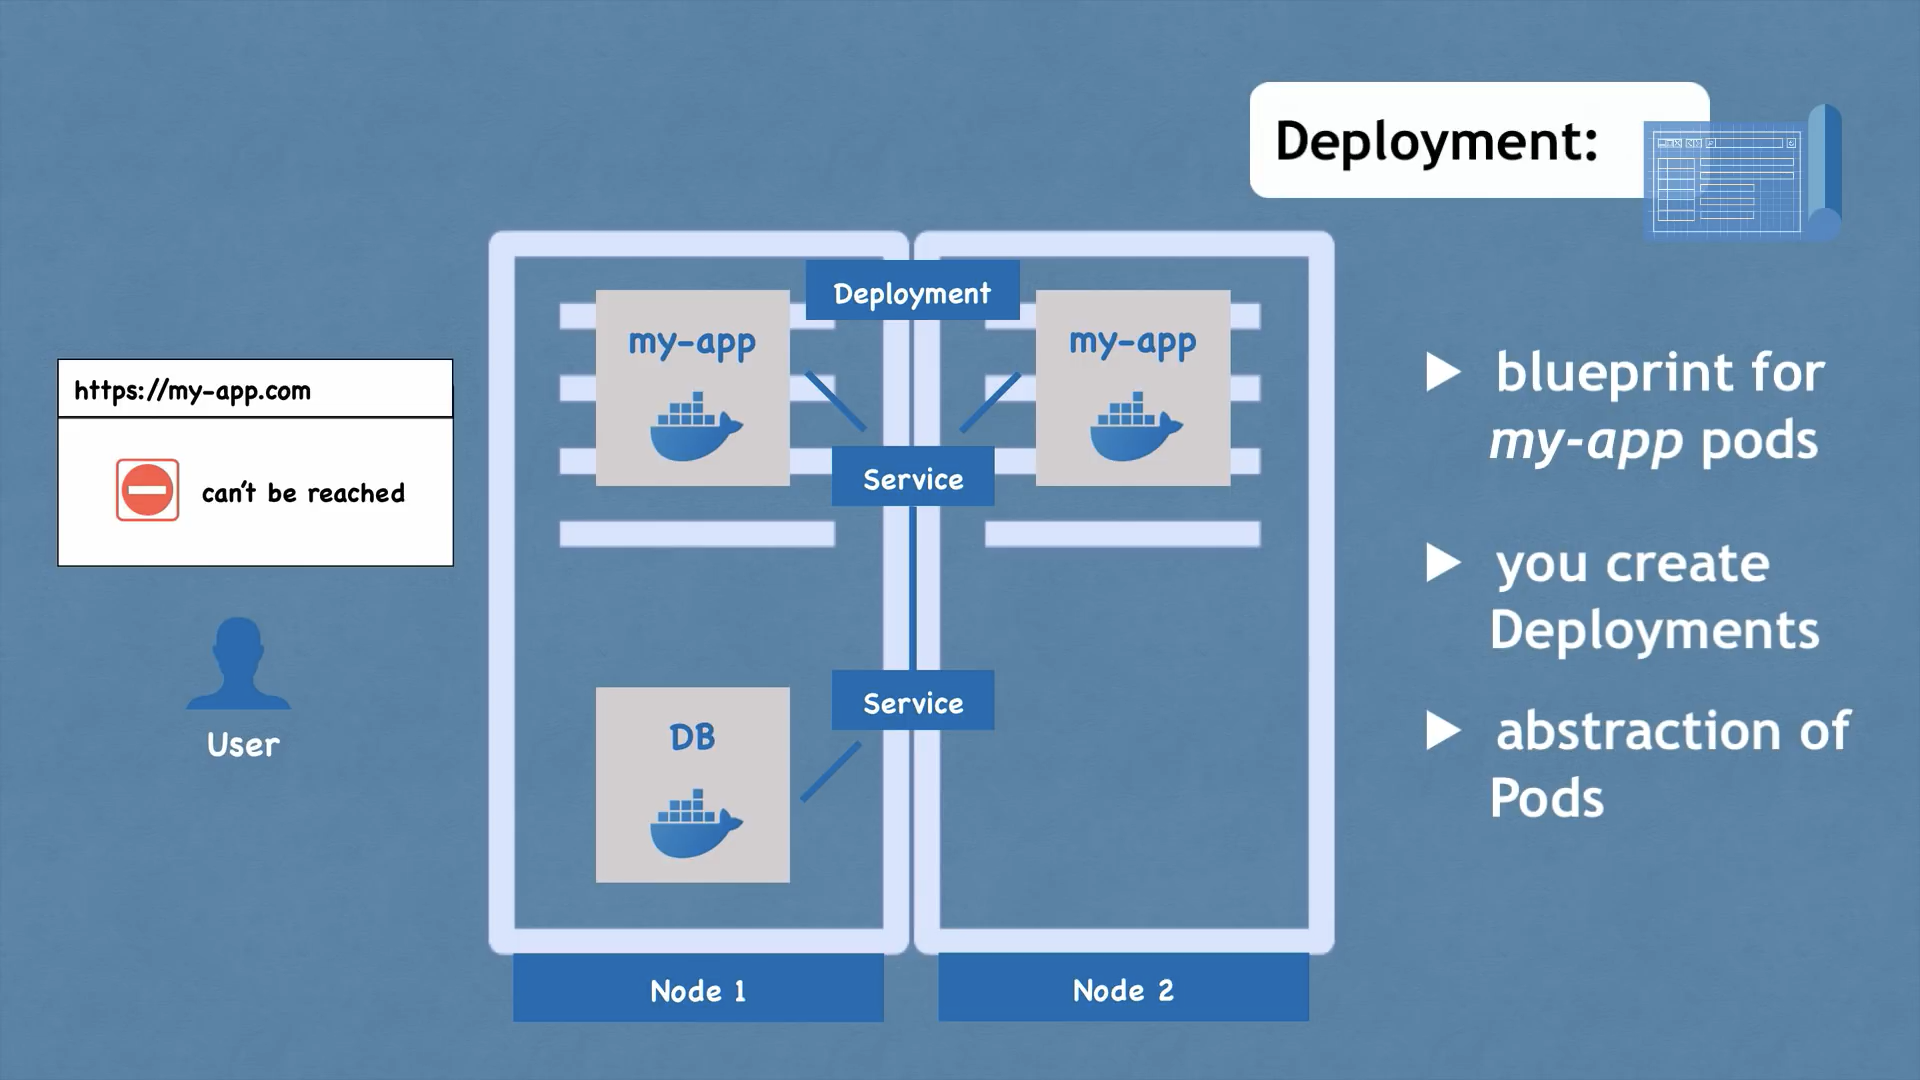 Deployment:
Deployment
my-app
my-app
https://my-app.com
can't be reached
Service
User
DB
Service
Node 1
Node 2
blueprint for
my-app pods
you create
Deployments
abstraction of
Pods